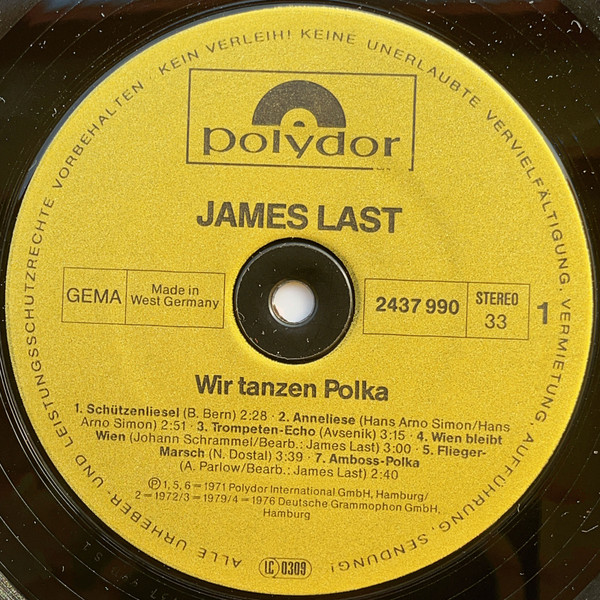 ALLE URHEBER- UND LEISTUNGSSCHUTZRECHTE VORBEHALTEN · KEIN VERLEIH! KEINE UNERLAUBTE VERVIELFÄLTIGUNG, VERMIETUNG, AUFFÜHRUNG, SENDUNG!
polydor
JAMES LAST
GEMA
Made in
West Germany
2437 990
STEREO
33
1
Wir tanzen Polka
1. Schützenliesel (B. Bern) 2:28 · 2. Anneliese (Hans Arno Simon/Hans
Arno Simon) 2:51 · 3. Trompeten-Echo (Avsenik) 3:15 · 4. Wien bleibt
Wien (Johann Schrammel/Bearb.: James Last) 3:00 · 5. Flieger-
Marsch (N. Dostal) 3:39 · 7. Amboss-Polka
(A. Parlow/Bearb.: James Last) 2:40
Ⓟ 1, 5, 6=1971 Polydor International GmbH, Hamburg/
2=1972/3=1979/4=1976 Deutsche Grammophon GmbH,
Hamburg
LC 0309